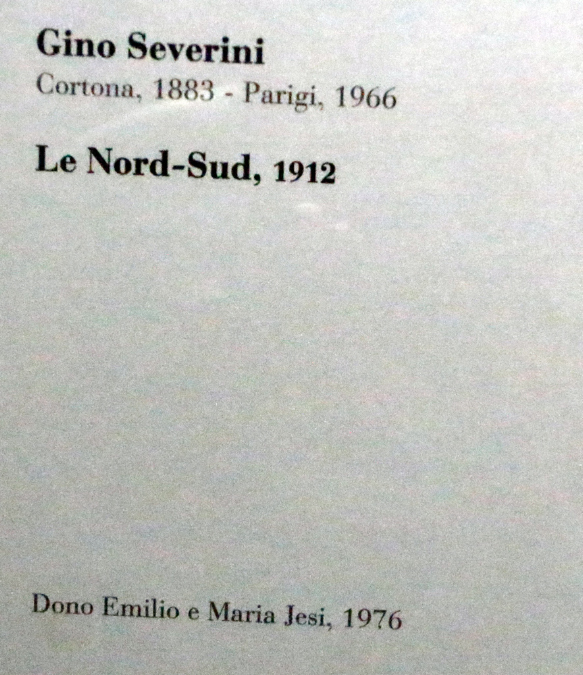 Gino Severini
Cortona, 1883 - Parigi, 1966
Le Nord-Sud, 1912
Dono Emilio e Maria Jesi, 1976